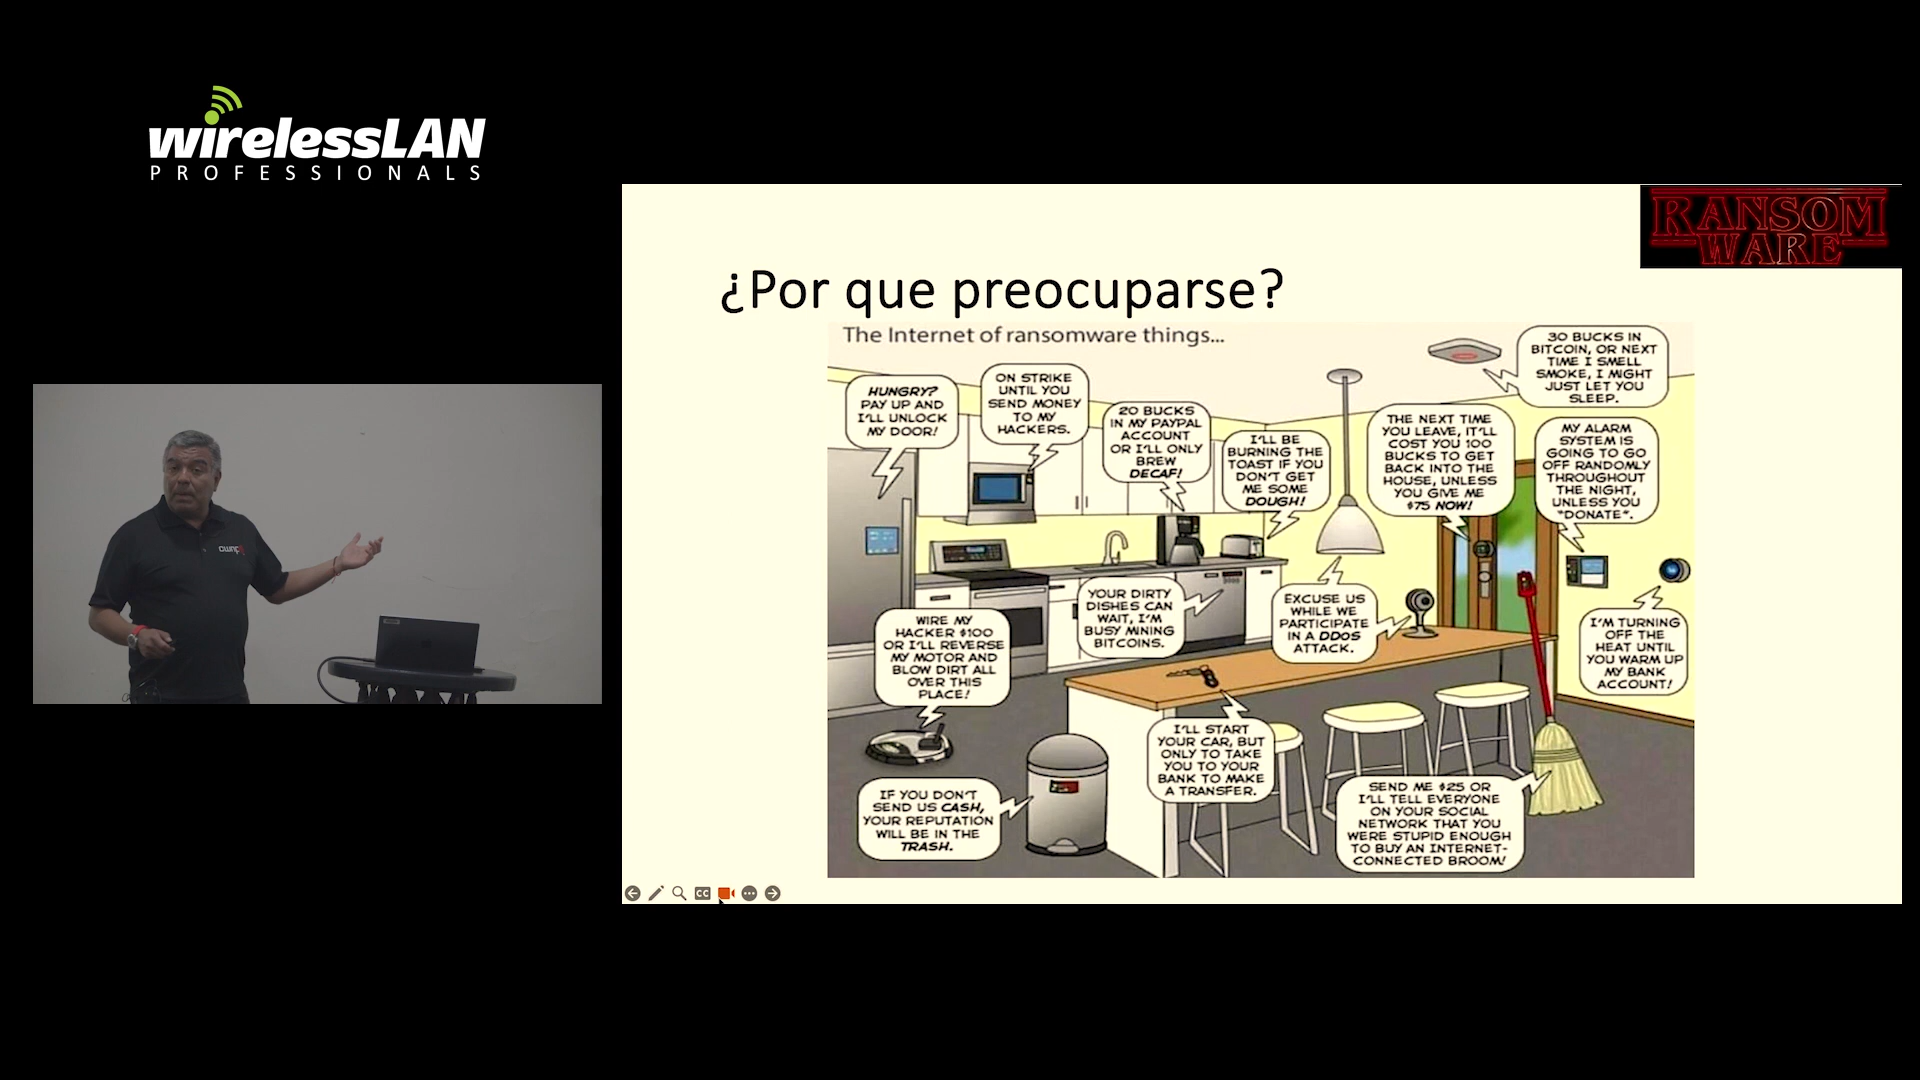 wirelessLAN
PROFESSIONALS
RANSOM
WARE
¿Por que preocuparse?
The Internet of ransomware things...
HUNGRY?
PAY UP AND
I'LL UNLOCK
MY DOOR!
ON STRIKE
UNTIL YOU
SEND MONEY
TO MY
HACKERS.
20 BUCKS
IN MY PAYPAL
ACCOUNT
OR I'LL ONLY
BREW
DECAF!
I'LL BE
BURNING THE
TOAST IF YOU
DON'T GET
ME SOME
DOUGH!
THE NEXT TIME
YOU LEAVE, IT'LL
COST YOU 100
BUCKS TO GET
BACK INTO THE
HOUSE, UNLESS
YOU GIVE ME
$75 NOW!
30 BUCKS IN
BITCOIN, OR NEXT
TIME I SMELL
SMOKE, I MIGHT
JUST LET YOU
SLEEP.
MY ALARM
SYSTEM IS
GOING TO GO
OFF RANDOMLY
THROUGHOUT
THE NIGHT,
UNLESS YOU
"DONATE".
WIRE MY
HACKER $100
OR I'LL REVERSE
MY MOTOR AND
BLOW DIRT ALL
OVER THIS
PLACE!
YOUR DIRTY
DISHES CAN
WAIT, I'M
BUSY MINING
BITCOINS.
EXCUSE US
WHILE WE
PARTICIPATE
IN A DDOS
ATTACK.
I'M TURNING
OFF THE
HEAT UNTIL
YOU WARM UP
MY BANK
ACCOUNT!
IF YOU DON'T
SEND US CASH,
YOUR REPUTATION
WILL BE IN THE
TRASH.
I'LL START
YOUR CAR, BUT
ONLY TO TAKE
YOU TO YOUR
BANK TO MAKE
A TRANSFER.
SEND ME $25 OR
I'LL TELL EVERYONE
ON YOUR SOCIAL
NETWORK THAT YOU
WERE STUPID ENOUGH
TO BUY AN INTERNET-
CONNECTED BROOM!
CC